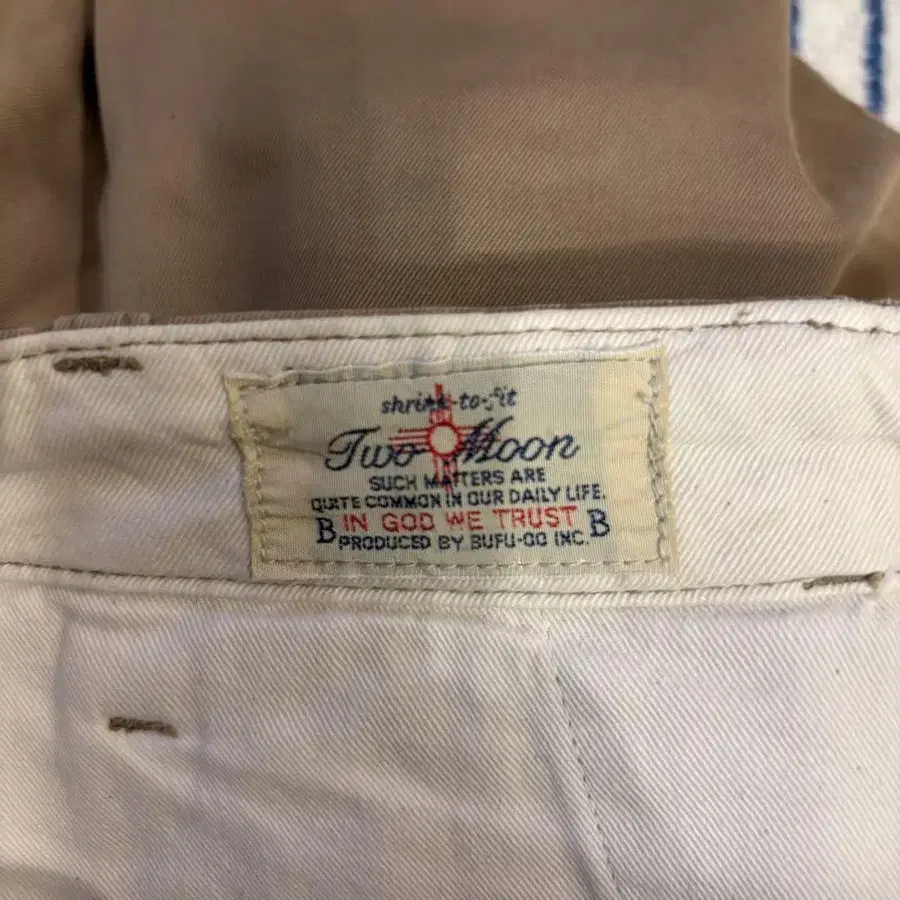 shrink-to-fit
Two Moon
SUCH MATTERS ARE
QUITE COMMON IN OUR DAILY LIFE.
B IN GOD WE TRUST B
PRODUCED BY BUFU-OO INC.